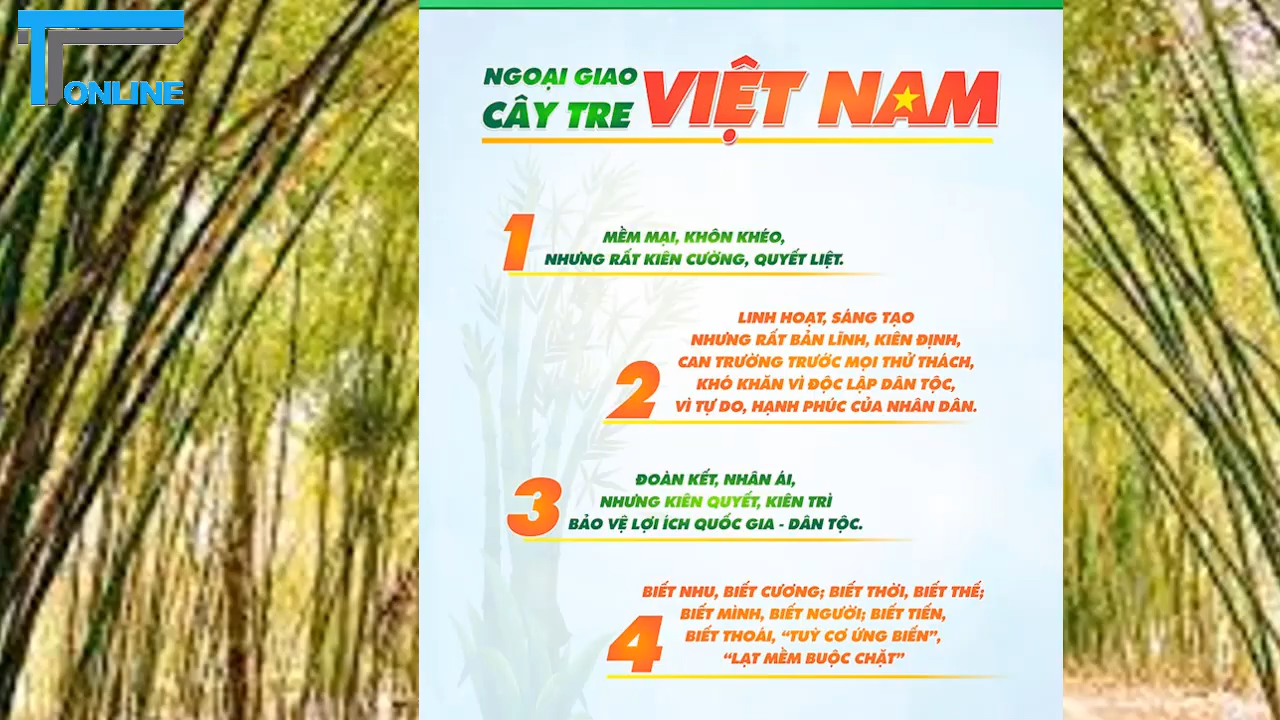 TT ONLINE
NGOẠI GIAO
CÂY TRE
VIỆT NAM
1
MỀM MẠI, KHÔN KHÉO,
NHƯNG RẤT KIÊN CƯỜNG, QUYẾT LIỆT.
2
LINH HOẠT, SÁNG TẠO
NHƯNG RẤT BẢN LĨNH, KIÊN ĐỊNH,
CAN TRƯỜNG TRƯỚC MỌI THỬ THÁCH,
KHÓ KHĂN VÌ ĐỘC LẬP DÂN TỘC,
VÌ TỰ DO, HẠNH PHÚC CỦA NHÂN DÂN.
3
ĐOÀN KẾT, NHÂN ÁI,
NHƯNG KIÊN QUYẾT, KIÊN TRÌ
BẢO VỆ LỢI ÍCH QUỐC GIA - DÂN TỘC.
4
BIẾT NHU, BIẾT CƯƠNG; BIẾT THỜI, BIẾT THẾ;
BIẾT MÌNH, BIẾT NGƯỜI; BIẾT TIẾN,
BIẾT THOÁI, “TUỲ CƠ ỨNG BIẾN”,
“LẠT MỀM BUỘC CHẶT”